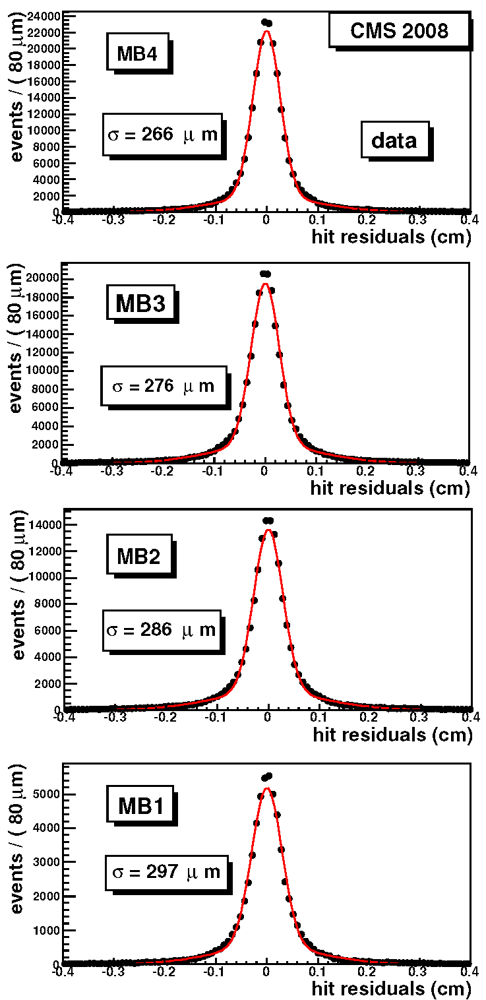 CMS 2008
MB4
σ = 266 μ m
data
events / ( 80 μm)
24000
22000
20000
18000
16000
14000
12000
10000
8000
6000
4000
2000
0
-0.4 -0.3 -0.2 -0.1 0 0.1 0.2 0.3 0.4
hit residuals (cm)
MB3
σ = 276 μ m
events / ( 80 μm)
20000
18000
16000
14000
12000
10000
8000
6000
4000
2000
0
-0.4 -0.3 -0.2 -0.1 0 0.1 0.2 0.3 0.4
hit residuals (cm)
MB2
σ = 286 μ m
events / ( 80 μm)
14000
12000
10000
8000
6000
4000
2000
0
-0.4 -0.3 -0.2 -0.1 0 0.1 0.2 0.3 0.4
hit residuals (cm)
MB1
σ = 297 μ m
events / ( 80 μm)
5000
4000
3000
2000
1000
0
-0.4 -0.3 -0.2 -0.1 0 0.1 0.2 0.3 0.4
hit residuals (cm)